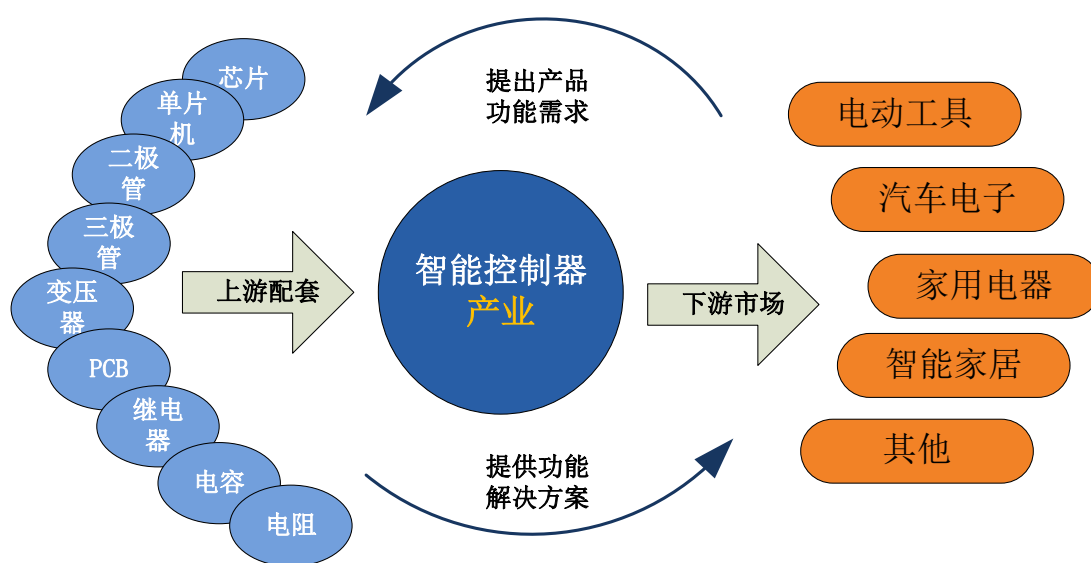 芯片
单片
机
二极
管
三极
管
变压
器
PCB
继电
器
电容
电阻
上游配套
提出产品
功能需求
智能控制器
产业
提供功能
解决方案
下游市场
电动工具
汽车电子
家用电器
智能家居
其他